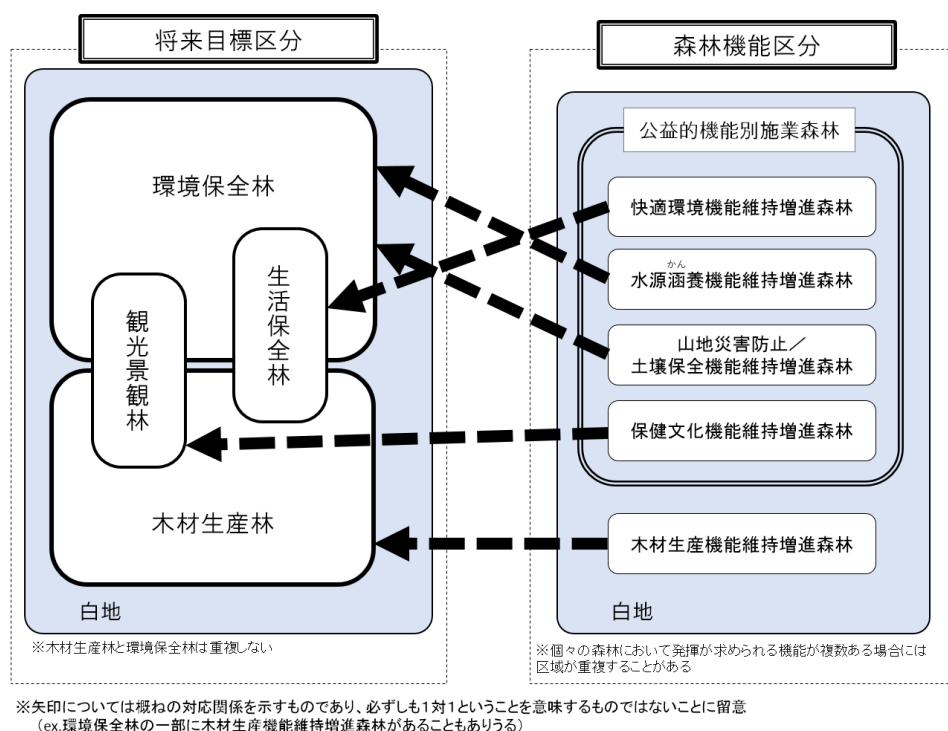 将来目標区分
環境保全林
生活保全林
観光景観林
木材生産林
白地
※木材生産林と環境保全林は重複しない
森林機能区分
公益的機能別施業森林
快適環境機能維持増進森林
かん
水源涵養機能維持増進森林
山地災害防止／
土壌保全機能維持増進森林
保健文化機能維持増進森林
木材生産機能維持増進森林
白地
※個々の森林において発揮が求められる機能が複数ある場合には
区域が重複することがある
※矢印については概ねの対応関係を示すものであり、必ずしも1対1ということを意味するものではないことに留意
（ex.環境保全林の一部に木材生産機能維持増進森林があることもありうる）